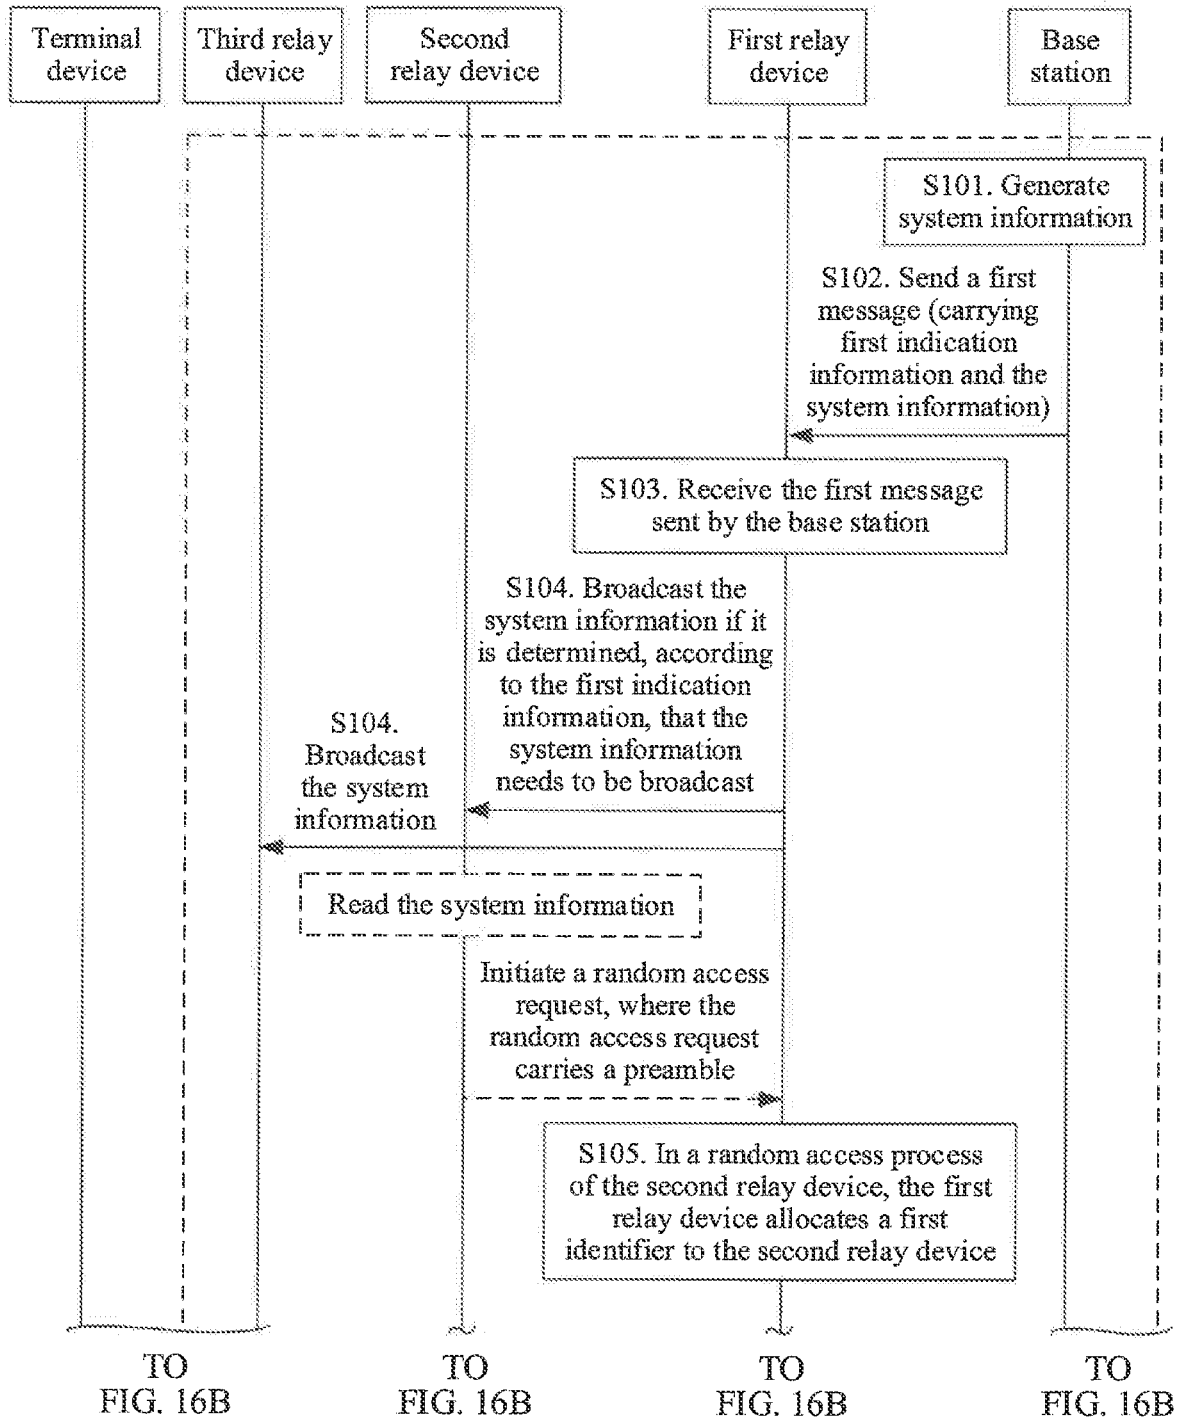 Terminal
device
Third relay
device
Second
relay device
First relay
device
Base
station
S101. Generate
system information
S102. Send a first
message (carrying
first indication
information and the
system information)
S103. Receive the first message
sent by the base station
S104. Broadcast the
system information if it
is determined, according
to the first indication
information, that the
system information
needs to be broadcast
S104.
Broadcast
the system
information
Read the system information
Initiate a random access
request, where the
random access request
carries a preamble
S105. In a random access process
of the second relay device, the first
relay device allocates a first
identifier to the second relay device
TO
FIG. 16B
TO
FIG. 16B
TO
FIG. 16B
TO
FIG. 16B